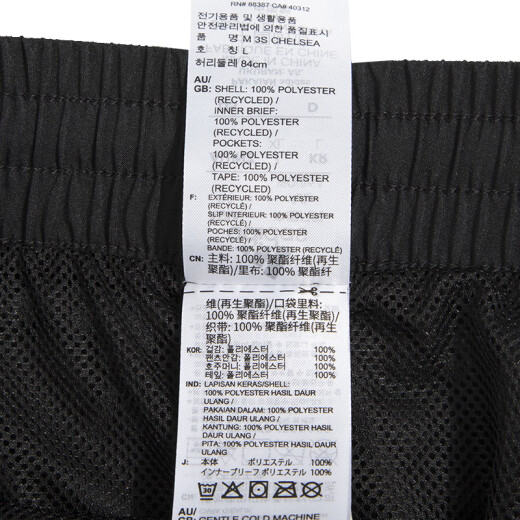 RN# 88387 CA# 40312
전기용품 및 생활용품
안전관리법에 의한 품질표시
품 명 M 3S CHELSEA
호 칭 L
허리둘레 84cm
AU/
GB: SHELL: 100% POLYESTER
(RECYCLED) /
INNER BRIEF:
100% POLYESTER
(RECYCLED) /
POCKETS:
100% POLYESTER
(RECYCLED) /
TAPE: 100% POLYESTER
(RECYCLED)
F: EXTÉRIEUR: 100% POLYESTER
(RECYCLÉ) /
SLIP INTERIEUR: 100% POLYESTER
(RECYCLÉ) /
POCHES: 100% POLYESTER
(RECYCLÉ) /
BANDE: 100% POLYESTER (RECYCLÉ)
CN: 主料: 100% 聚酯纤维(再生
聚酯)/里布: 100% 聚酯纤
维(再生聚酯)/口袋里料:
100% 聚酯纤维(再生聚酯)/
织带: 100% 聚酯纤维(再生
聚酯)
KOR: 겉감: 폴리에스터 100%
팬츠안감: 폴리에스터 100%
호주머니: 폴리에스터 100%
테잎: 폴리에스터 100%
IND: LAPISAN KERAS/SHELL:
100% POLYESTER HASIL DAUR
ULANG /
PAKAIAN DALAM: 100%
POLYESTER HASIL DAUR ULANG /
KANTUNG: 100% POLYESTER HASIL DAUR
ULANG /
PITA: 100% POLYESTER HASIL DAUR
ULANG
J: 本体 ポリエステル 100%
インナーブリーフ ポリエステル 100%
30
AU/
GB: GENTLE COLD MACHINE